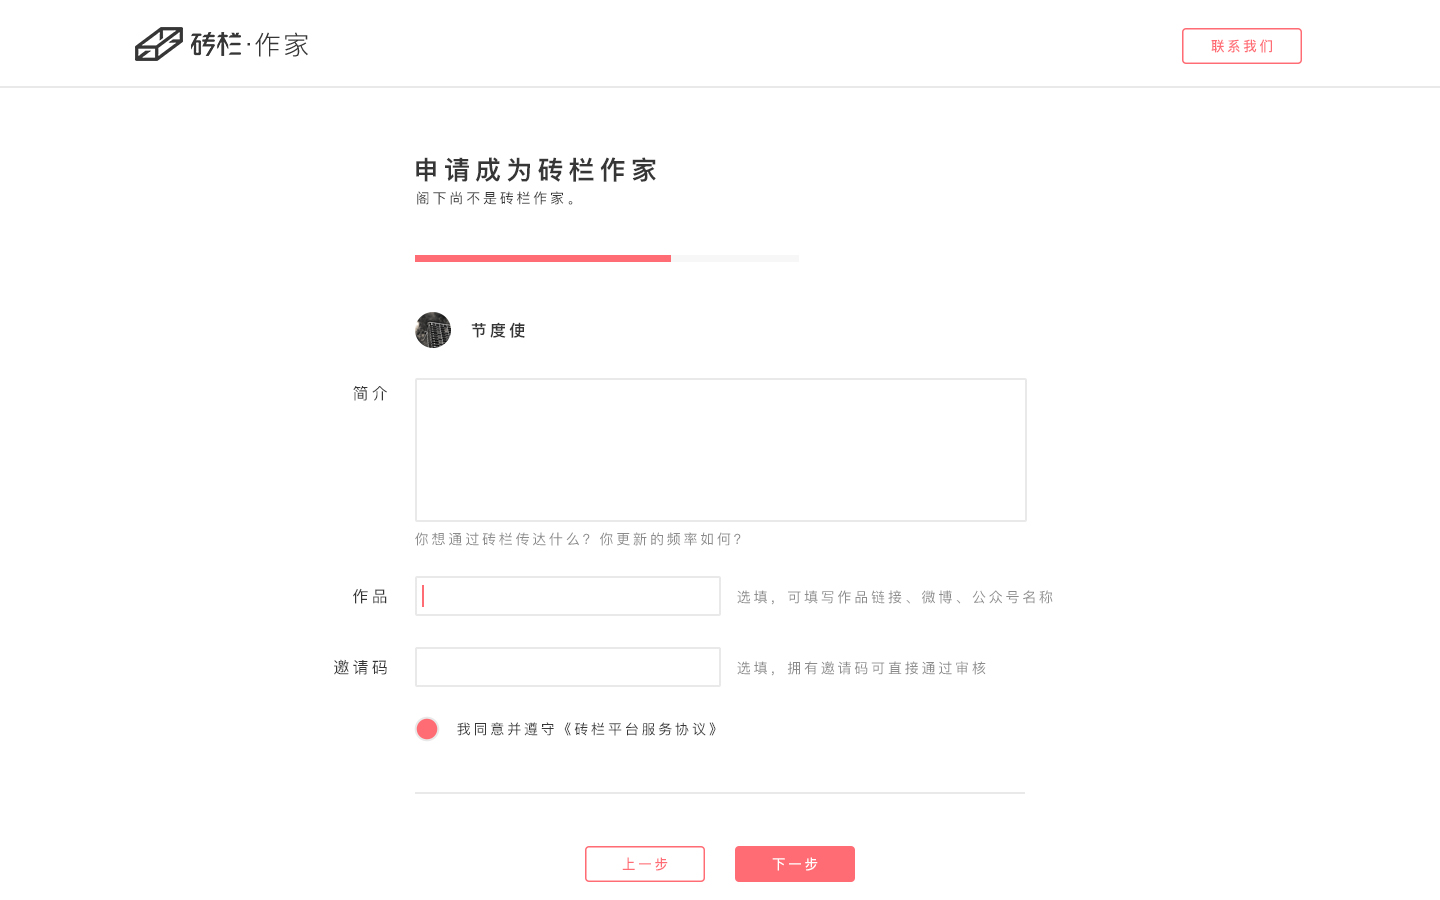 砖栏·作家
联系我们
申请成为砖栏作家
阁下尚不是砖栏作家。
节度使
简介
你想通过砖栏传达什么？你更新的频率如何？
作品
选填，可填写作品链接、微博、公众号名称
邀请码
选填，拥有邀请码可直接通过审核
我同意并遵守《砖栏平台服务协议》
上一步
下一步